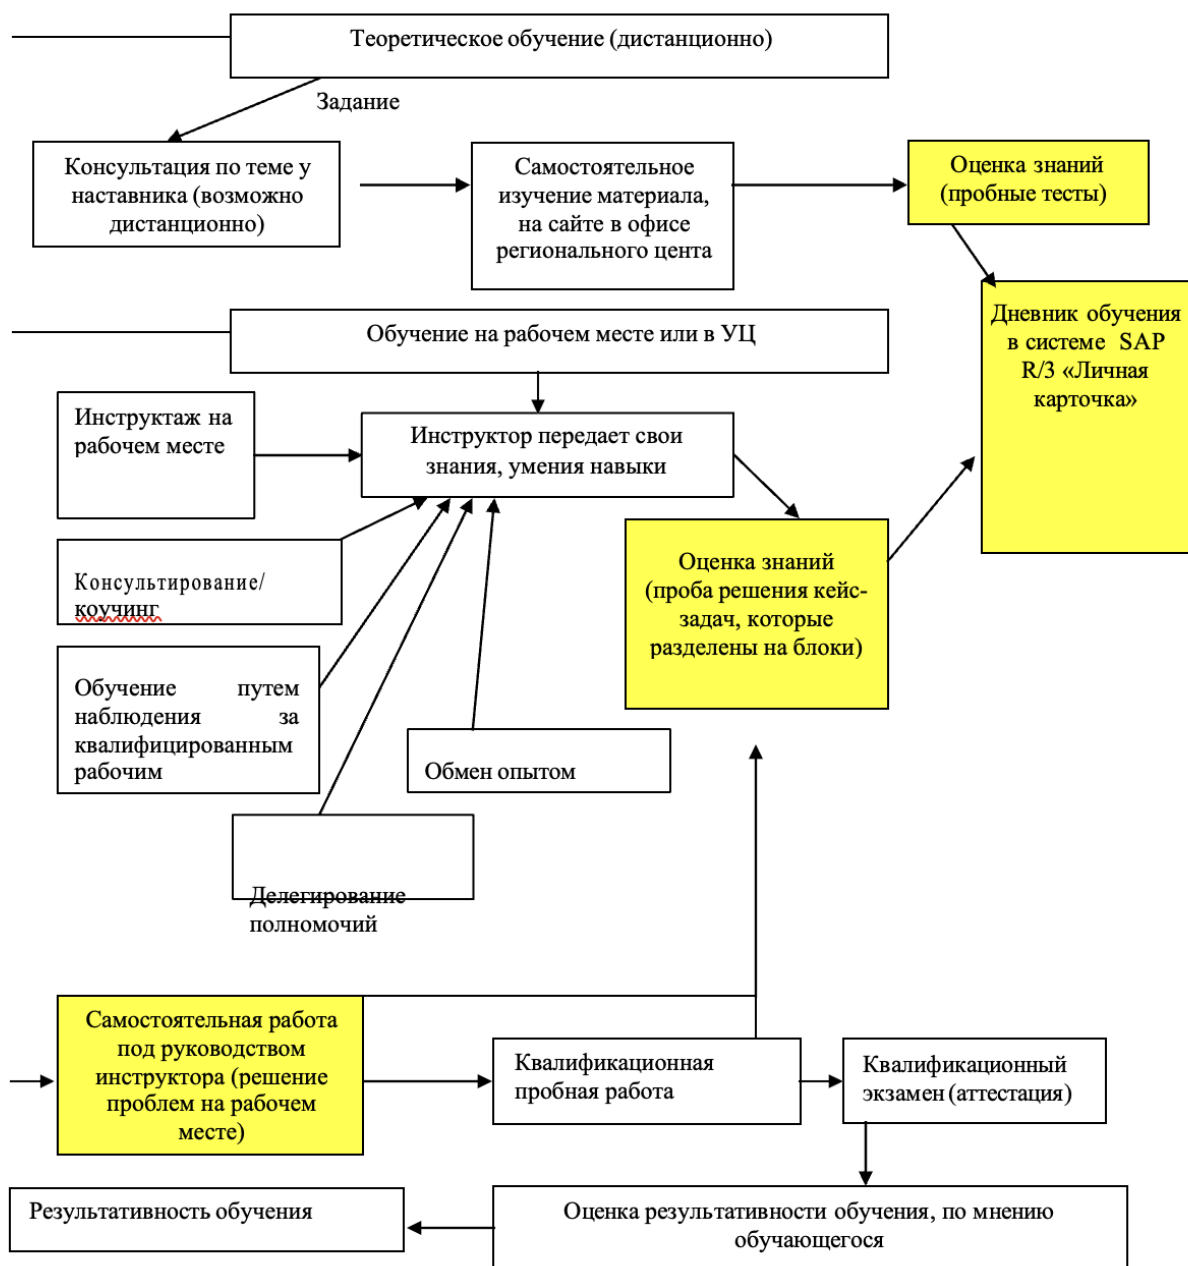 Теоретическое обучение (дистанционно)
Задание
Консультация по теме у
наставника (возможно
дистанционно)
Самостоятельное
изучение материала,
на сайте в офисе
регионального цента
Оценка знаний
(пробные тесты)
Дневник обучения
в системе SAP
R/3 «Личная
карточка»
Обучение на рабочем месте или в УЦ
Инструктаж на
рабочем месте
Инструктор передает свои
знания, умения навыки
Консультирование/
коучинг
Оценка знаний
(проба решения кейс-
задач, которые
разделены на блоки)
Обучение путем
наблюдения за
квалифицированным
рабочим
Обмен опытом
Делегирование
полномочий
Самостоятельная работа
под руководством
инструктора (решение
проблем на рабочем
месте)
Квалификационная
пробная работа
Квалификационный
экзамен (аттестация)
Результативность обучения
Оценка результативности обучения, по мнению
обучающегося